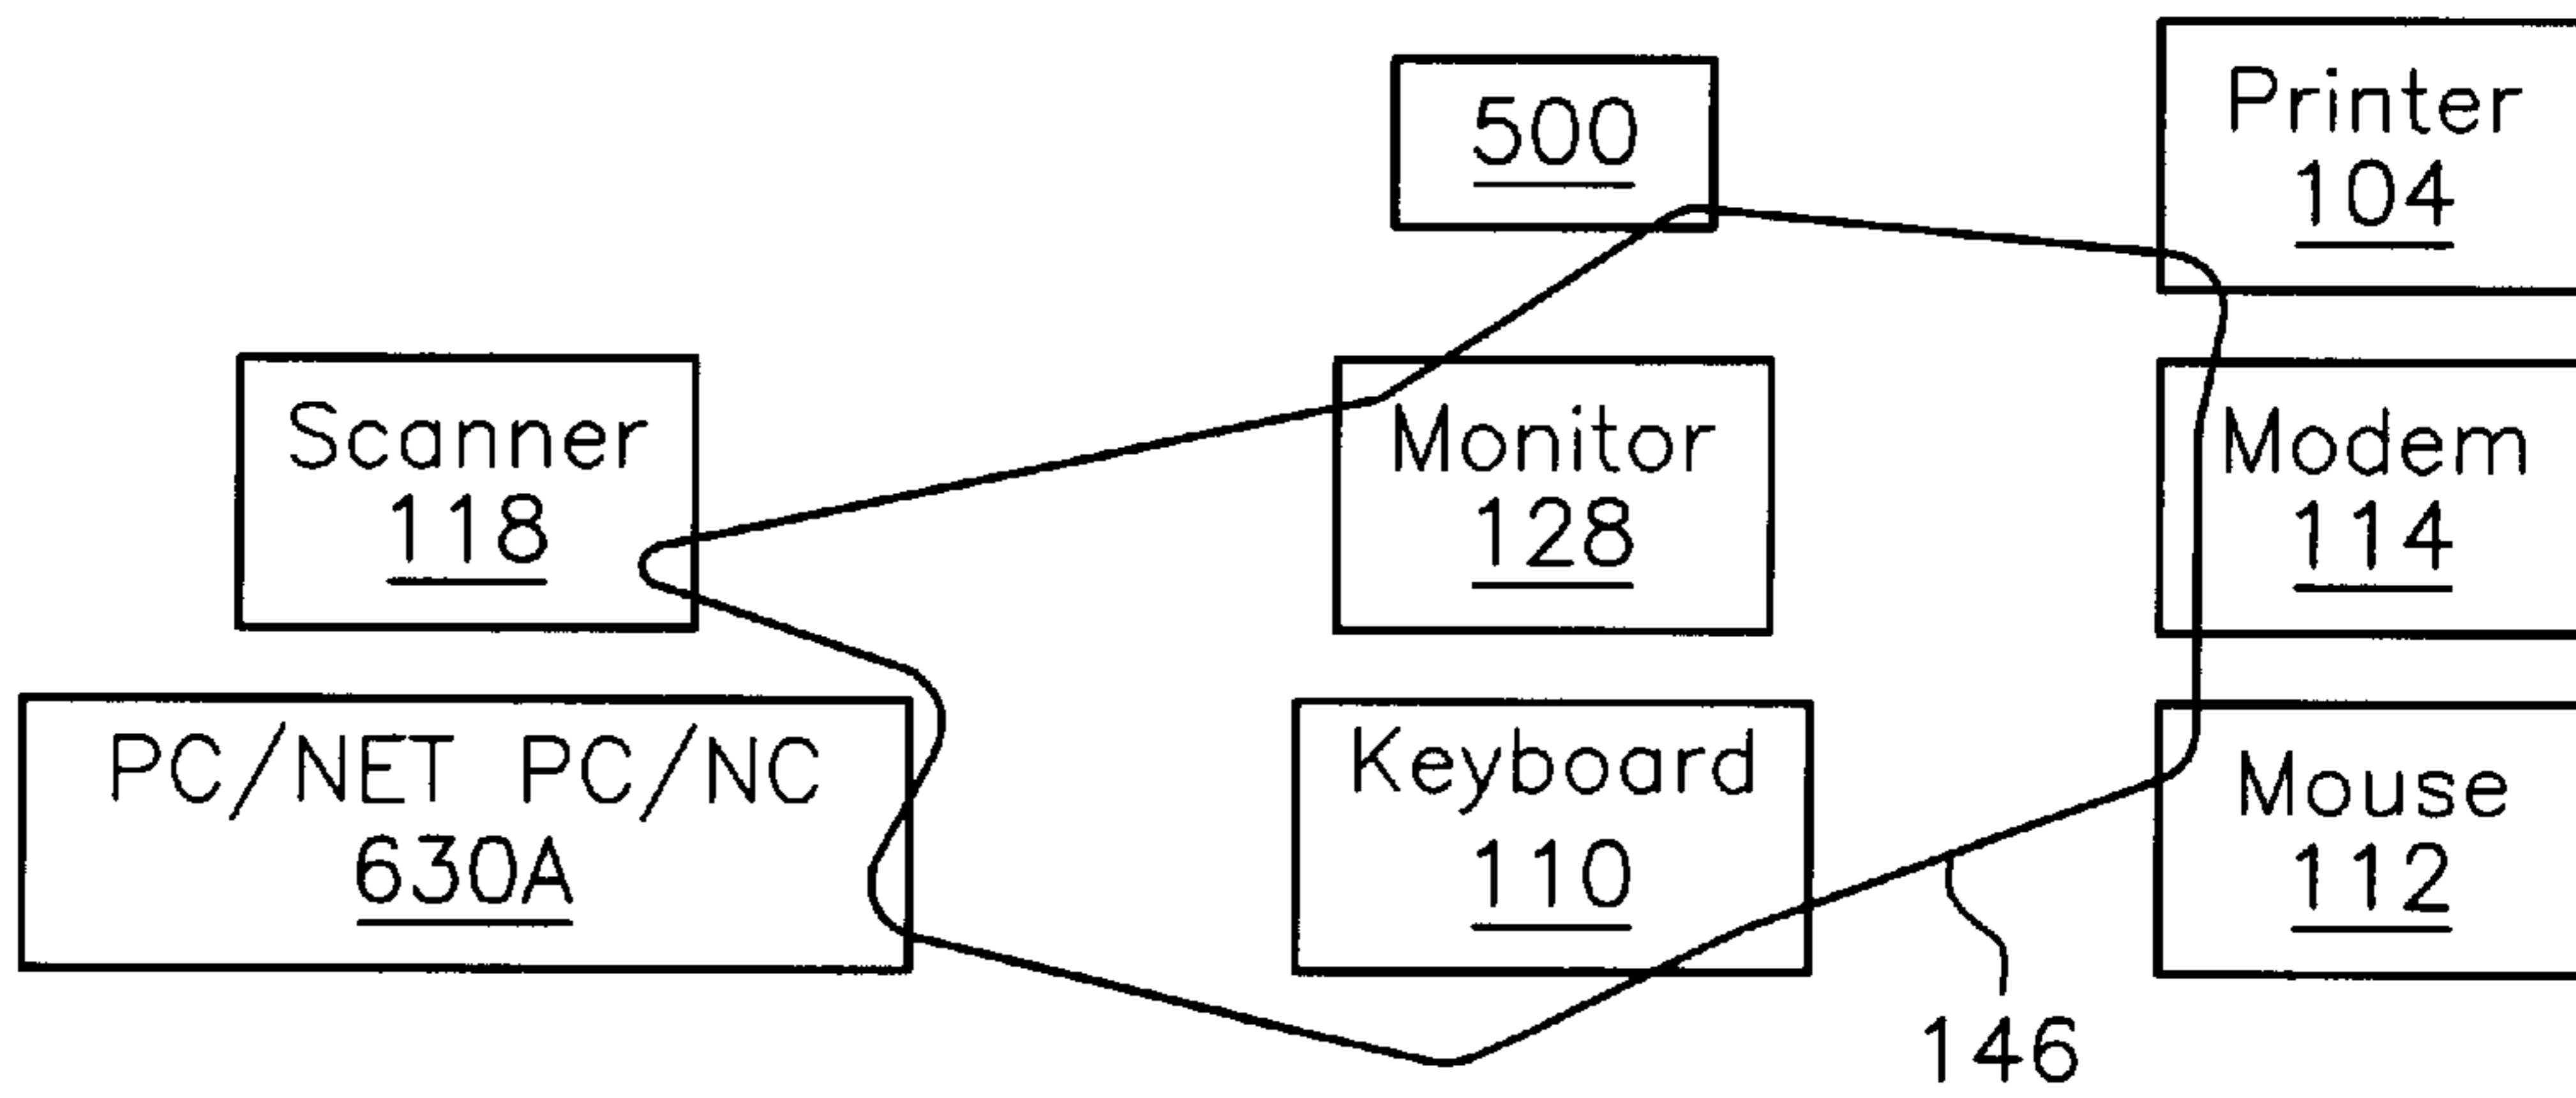 500
Printer
104
Scanner
118
Monitor
128
Modem
114
PC/NET PC/NC
630A
Keyboard
110
Mouse
112
146